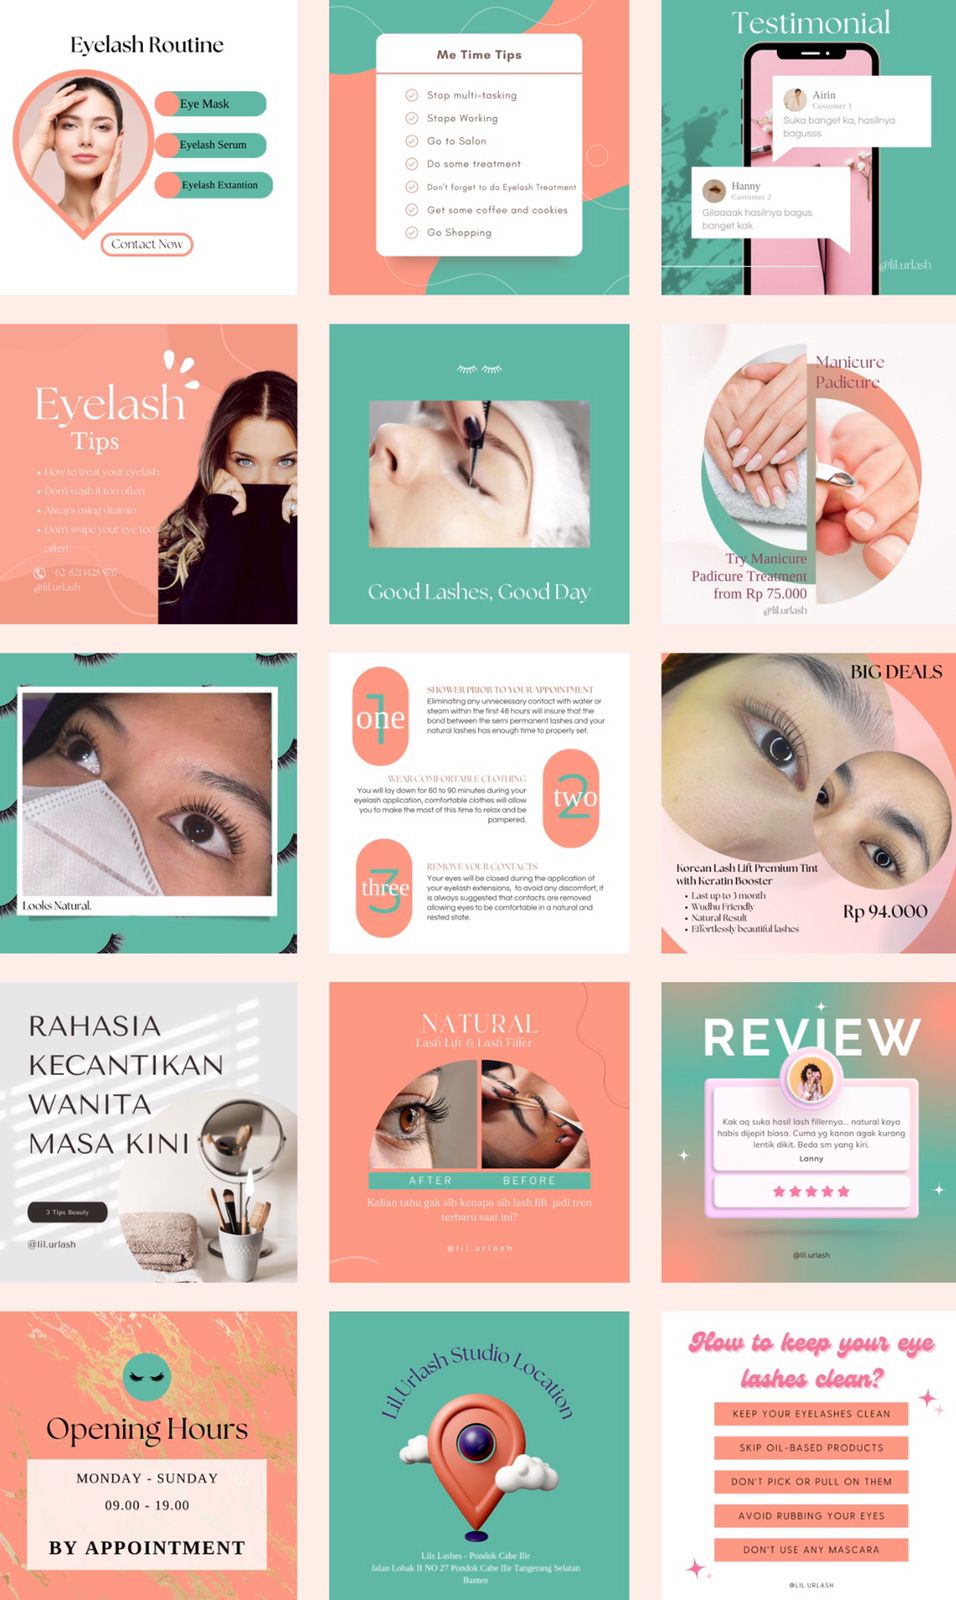 Eyelash Routine
Eye Mask
Eyelash Serum
Eyelash Extantion
Contact Now
Me Time Tips
Stop multi-tasking
Stope Working
Go to Salon
Do some treatment
Don't forget to do Eyelash Treatment
Get some coffee and cookies
Go Shopping
Testimonial
Airin
Customer 1
Suka banget ka, hasilnya
bagusss
Hanny
Customer 2
Gilaaaak hasilnya bagus
banget kak
@lil.urlash
Eyelash
Tips
• How to treat your eyelash
• Don't wash it too often
• Always using vitamin
• Don't swipe your eye too
often
+62 821 1428 9717
@lil.urlash
Good Lashes, Good Day
Manicure
Padicure
Try Manicure
Padicure Treatment
from Rp 75.000
@lil.urlash
Looks Natural.
1
one
SHOWER PRIOR TO YOUR APPOINTMENT
Eliminating any unnecessary contact with water or
steam within the first 48 hours will insure that the
bond between the semi permanent lashes and your
natural lashes has enough time to properly set.
WEAR COMFORTABLE CLOTHING
You will lay down for 60 to 90 minutes during your
eyelash application, comfortable clothes will allow
you to make the most of this time to relax and be
pampered.
2
two
3
three
REMOVE YOUR CONTACTS
Your eyes will be closed during the application of
your eyelash extensions, to avoid any discomfort, it
is always suggested that contacts are removed
allowing eyes to be comfortable in a natural and
rested state.
BIG DEALS
Korean Lash Lift Premium Tint
with Keratin Booster
• Last up to 3 month
• Wudhu Friendly
• Natural Result
• Effortlessly beautiful lashes
Rp 94.000
RAHASIA
KECANTIKAN
WANITA
MASA KINI
3 Tips Beauty
@lil.urlash
NATURAL
Lash Lift & Lash Filler
AFTER
BEFORE
Kalian tahu gak sih kenapa sih lash lift jadi tren
terbaru saat ini?
@lil.urlash
REVIEW
Kak aq suka hasil lash fillernya... natural kaya
habis dijepit biasa. Cuma yg kanan agak kurang
lentik dikit. Beda sm yang kiri.
Lanny
@lil.urlash
Opening Hours
MONDAY - SUNDAY
09.00 - 19.00
BY APPOINTMENT
Lil.Urlash Studio Location
Lils Lashes - Pondok Cabe Ilir
Jalan Lobak II NO 27 Pondok Cabe Ilir Tangerang Selatan
Banten
How to keep your eye
lashes clean?
KEEP YOUR EYELASHES CLEAN
SKIP OIL-BASED PRODUCTS
DON'T PICK OR PULL ON THEM
AVOID RUBBING YOUR EYES
DON'T USE ANY MASCARA
@LIL.URLASH